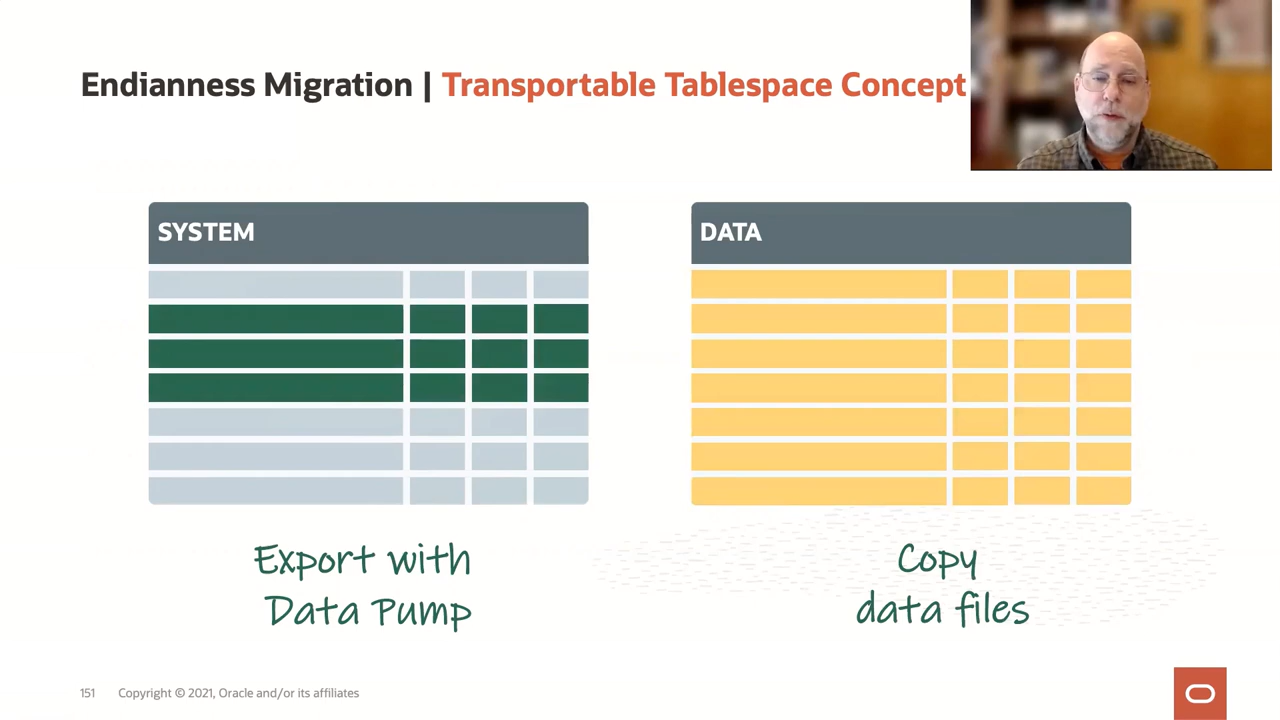 Endianness Migration | Transportable Tablespace Concept
SYSTEM
DATA
Export with
Data Pump
Copy
data files
151 Copyright © 2021, Oracle and/or its affiliates